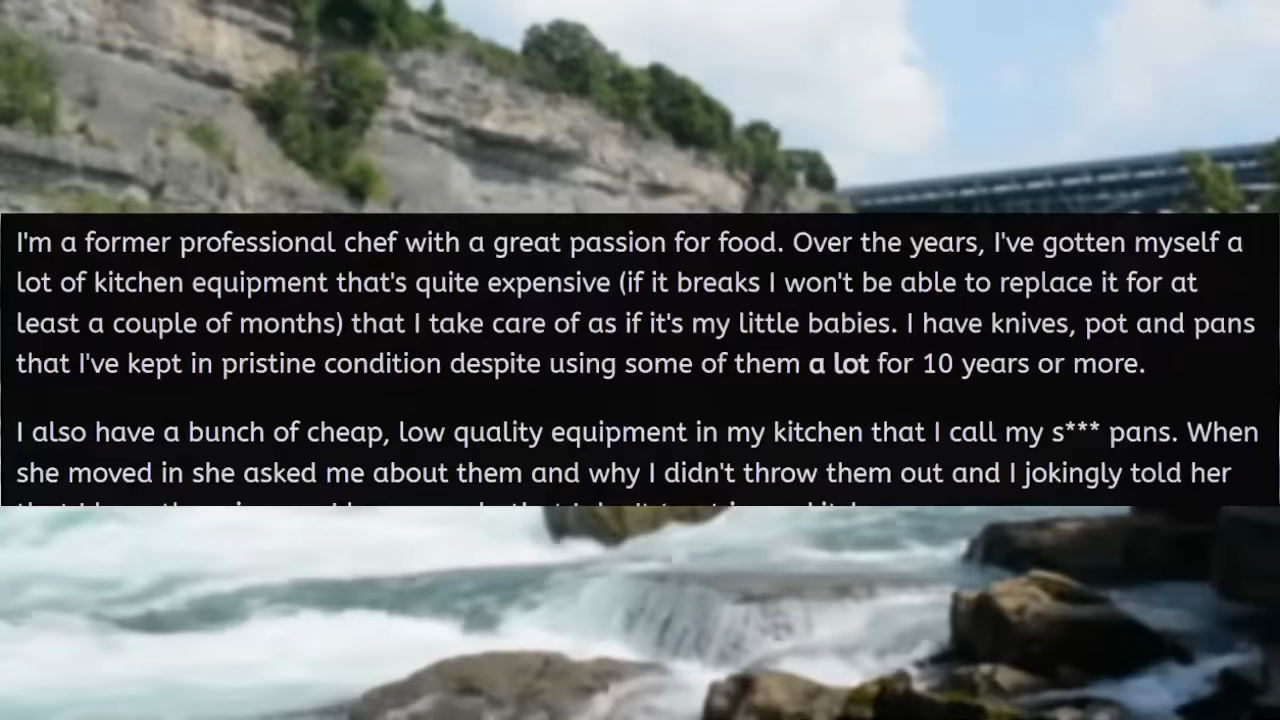 I'm a former professional chef with a great passion for food. Over the years, I've gotten myself a
lot of kitchen equipment that's quite expensive (if it breaks I won't be able to replace it for at
least a couple of months) that I take care of as if it's my little babies. I have knives, pot and pans
that I've kept in pristine condition despite using some of them a lot for 10 years or more.
I also have a bunch of cheap, low quality equipment in my kitchen that I call my s*** pans. When
she moved in she asked me about them and why I didn't throw them out and I jokingly told her